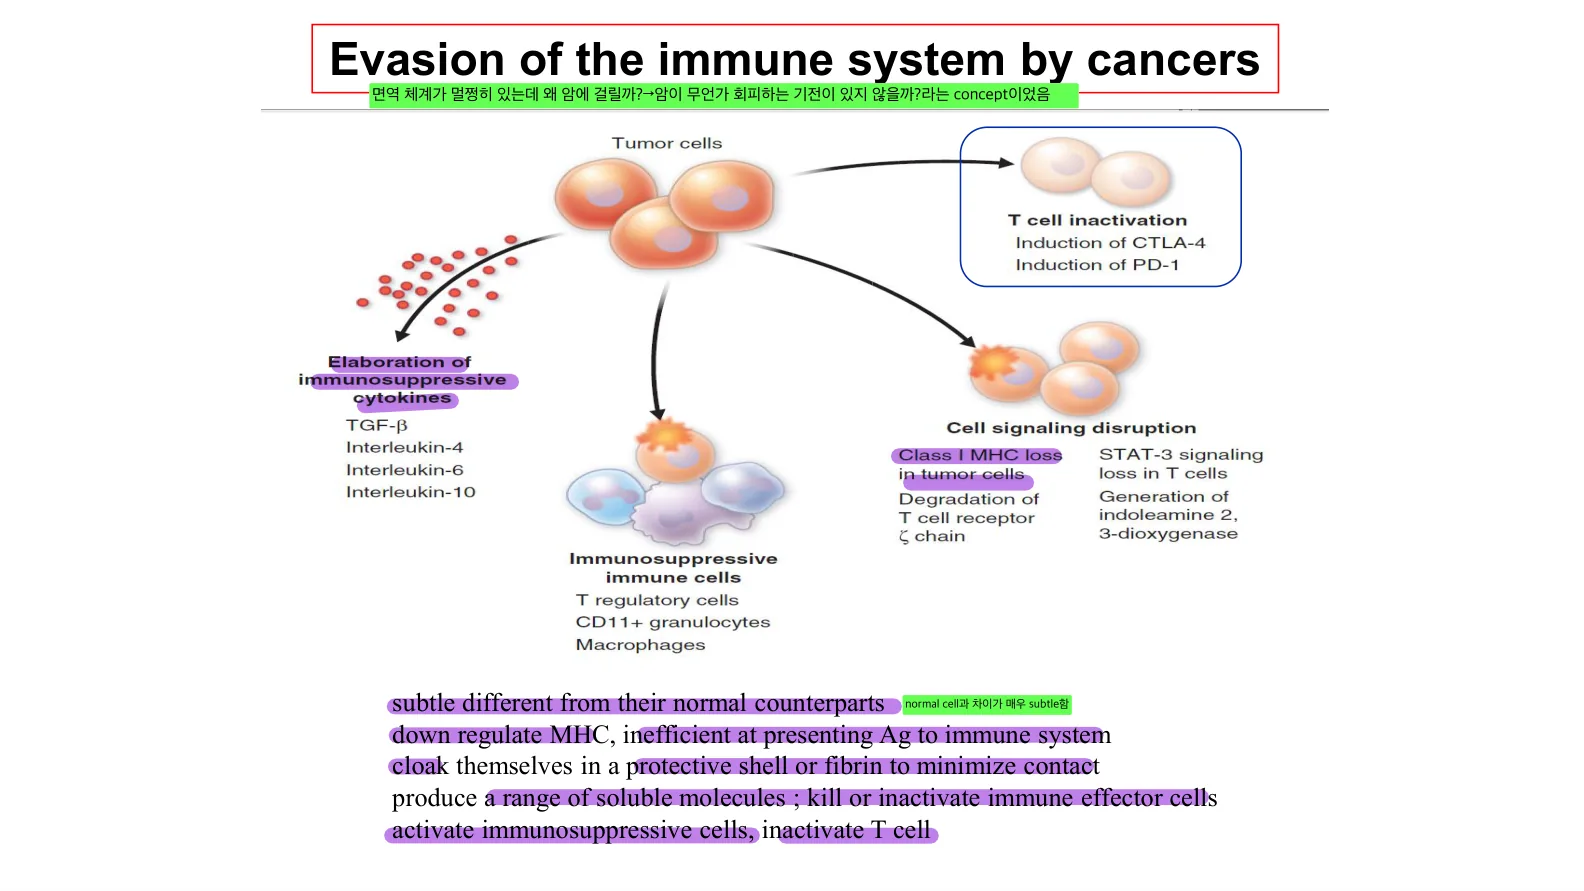 Evasion of the immune system by cancers
면역 체계가 멀쩡히 있는데 왜 암에 걸릴까?→암이 무언가 회피하는 기전이 있지 않을까?라는 concept이었음
Tumor cells
T cell inactivation
Induction of CTLA-4
Induction of PD-1
Elaboration of
immunosuppressive
cytokines
TGF-β
Interleukin-4
Interleukin-6
Interleukin-10
Immunosuppressive
immune cells
T regulatory cells
CD11+ granulocytes
Macrophages
Cell signaling disruption
Class I MHC loss
in tumor cells
Degradation of
T cell receptor
ζ chain
STAT-3 signaling
loss in T cells
Generation of
indoleamine 2,
3-dioxygenase
subtle different from their normal counterparts
normal cell과 차이가 매우 subtle함
down regulate MHC, inefficient at presenting Ag to immune system
cloak themselves in a protective shell or fibrin to minimize contact
produce a range of soluble molecules ; kill or inactivate immune effector cells
activate immunosuppressive cells, inactivate T cell